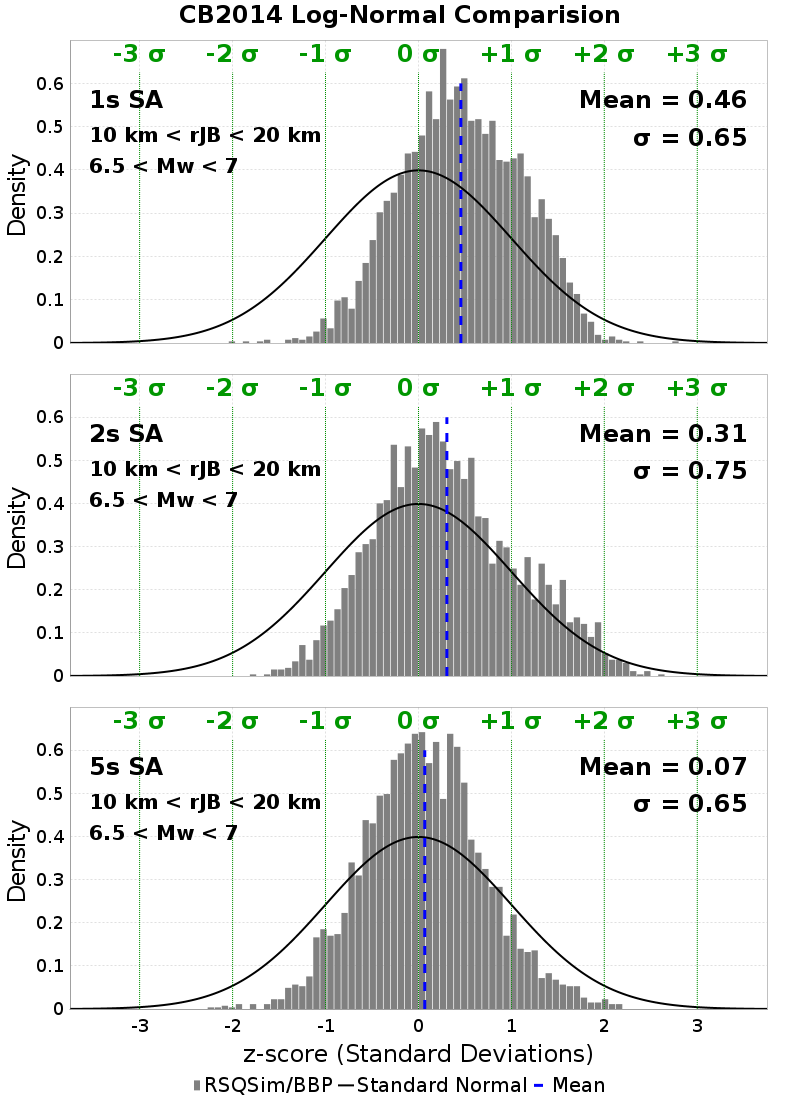 CB2014 Log-Normal Comparision
-3 σ -2 σ -1 σ 0 σ +1 σ +2 σ +3 σ
1s SA
Mean = 0.46
10 km < rJB < 20 km
σ = 0.65
6.5 < Mw < 7
Density
0.6
0.5
0.4
0.3
0.2
0.1
0
-3 σ -2 σ -1 σ 0 σ +1 σ +2 σ +3 σ
2s SA
Mean = 0.31
10 km < rJB < 20 km
σ = 0.75
6.5 < Mw < 7
Density
0.6
0.5
0.4
0.3
0.2
0.1
0
-3 σ -2 σ -1 σ 0 σ +1 σ +2 σ +3 σ
5s SA
Mean = 0.07
10 km < rJB < 20 km
σ = 0.65
6.5 < Mw < 7
Density
0.6
0.5
0.4
0.3
0.2
0.1
0
-3 -2 -1 0 1 2 3
z-score (Standard Deviations)
RSQSim/BBP Standard Normal Mean